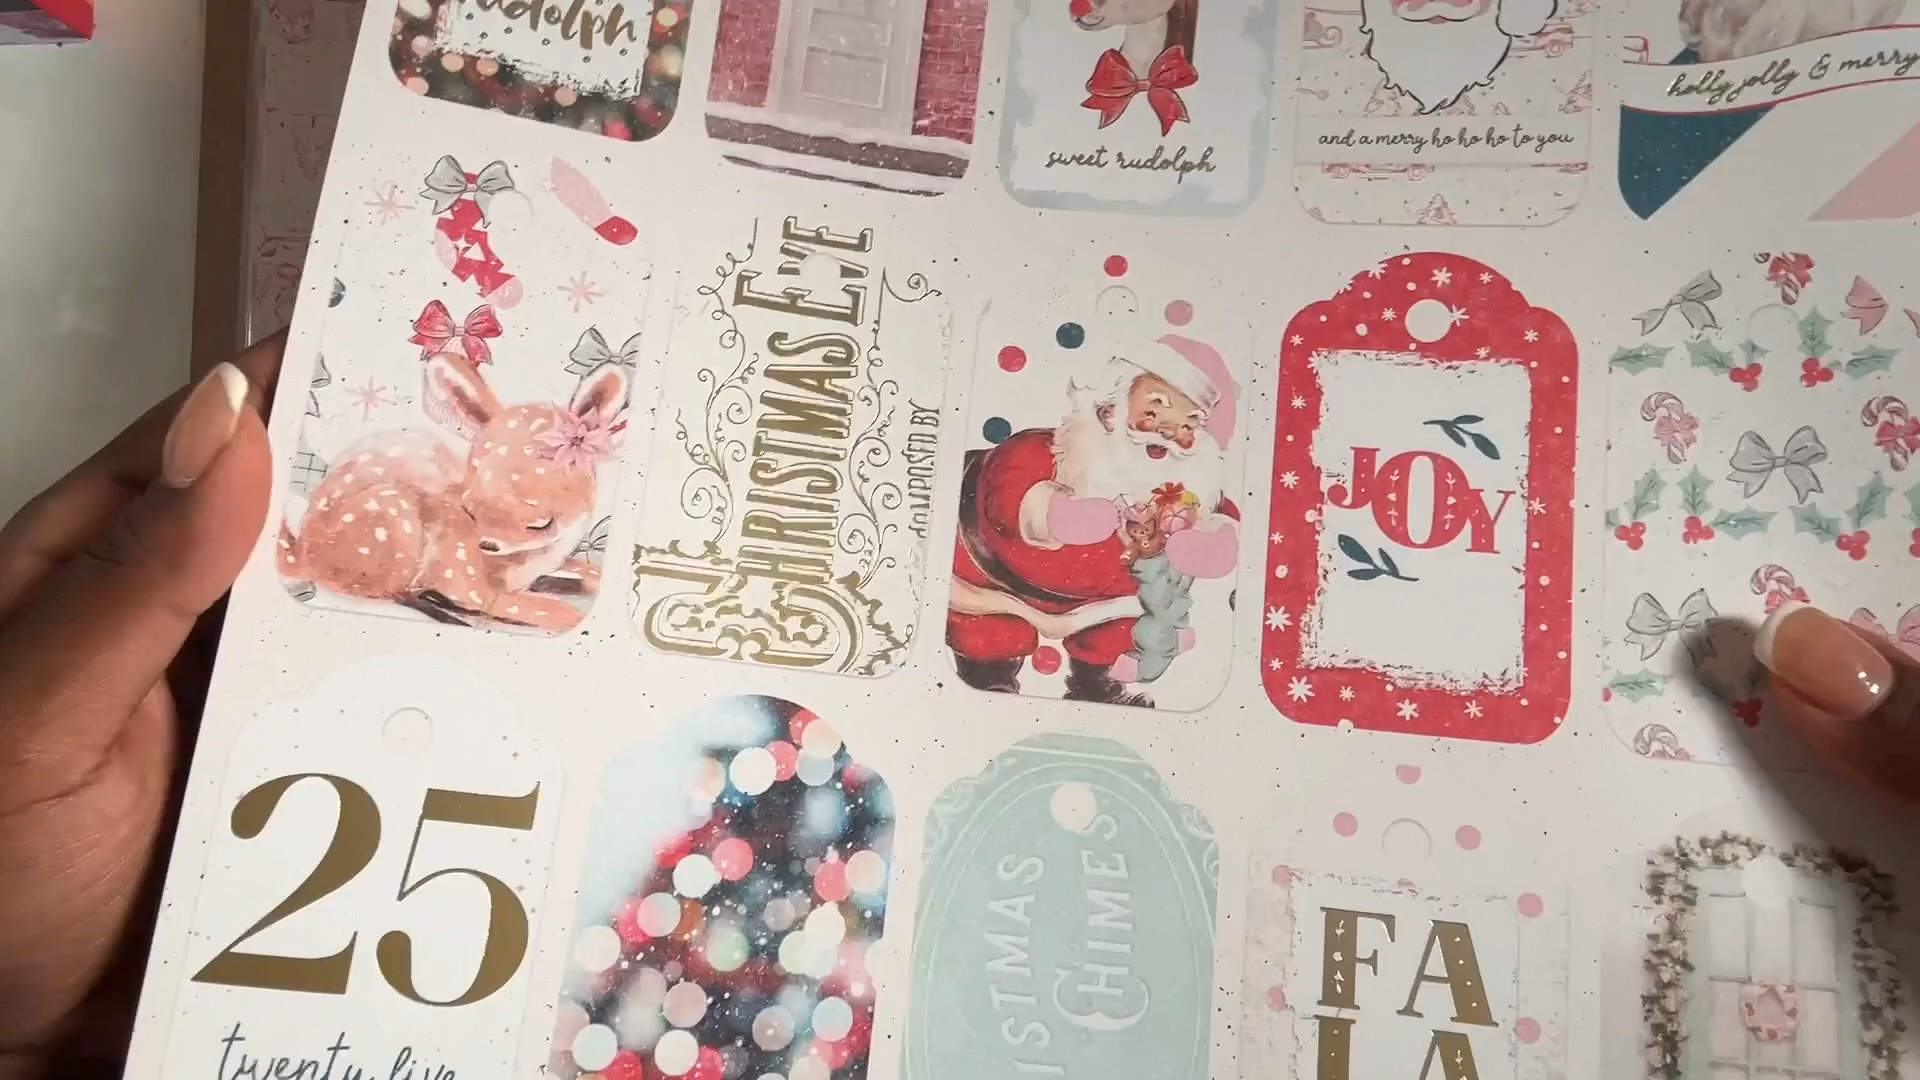 rudolph
sweet rudolph
and a merry ho ho ho to you
holly jolly & merry
CHRISTMAS EVE
COMPOSED BY
JOY
25
twenty five
CHIMES
FA
LA